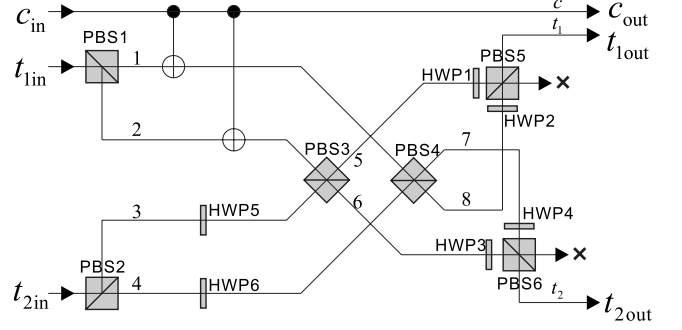 c_in c c_out
PBS1 t_1 t_1out
t_1in 1 PBS5
HWP1 ×
HWP2
2 PBS3 PBS4 7
5
3 HWP5 6 8
HWP4
PBS2 HWP3 ×
t_2in 4 HWP6 PBS6
t_2 t_2out